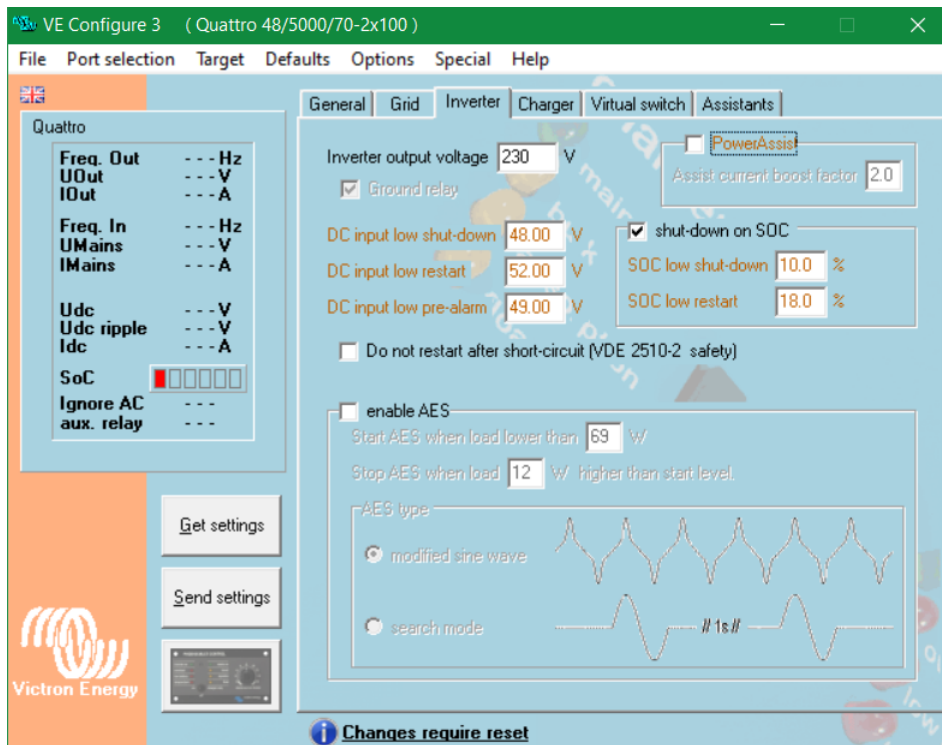 VE Configure 3 ( Quattro 48/5000/70-2x100 )
File Port selection Target Defaults Options Special Help
General Grid Inverter Charger Virtual switch Assistants
Quattro
Freq. Out - - - Hz
UOut - - - V
IOut - - - A
Freq. In - - - Hz
UMains - - - V
IMains - - - A
Udc - - - V
Udc ripple - - - V
Idc - - - A
SoC
Ignore AC - - -
aux. relay - - -
Get settings
Send settings
Victron Energy
Inverter output voltage 230 V
Ground relay
PowerAssist
Assist current boost factor 2.0
DC input low shut-down 48.00 V
DC input low restart 52.00 V
DC input low pre-alarm 49.00 V
shut-down on SOC
SOC low shut-down 10.0 %
SOC low restart 18.0 %
Do not restart after short-circuit (VDE 2510-2 safety)
enable AES
Start AES when load lower than 69 W
Stop AES when load 12 W higher than start level.
AES type
modified sine wave
search mode
// 1s //
Changes require reset